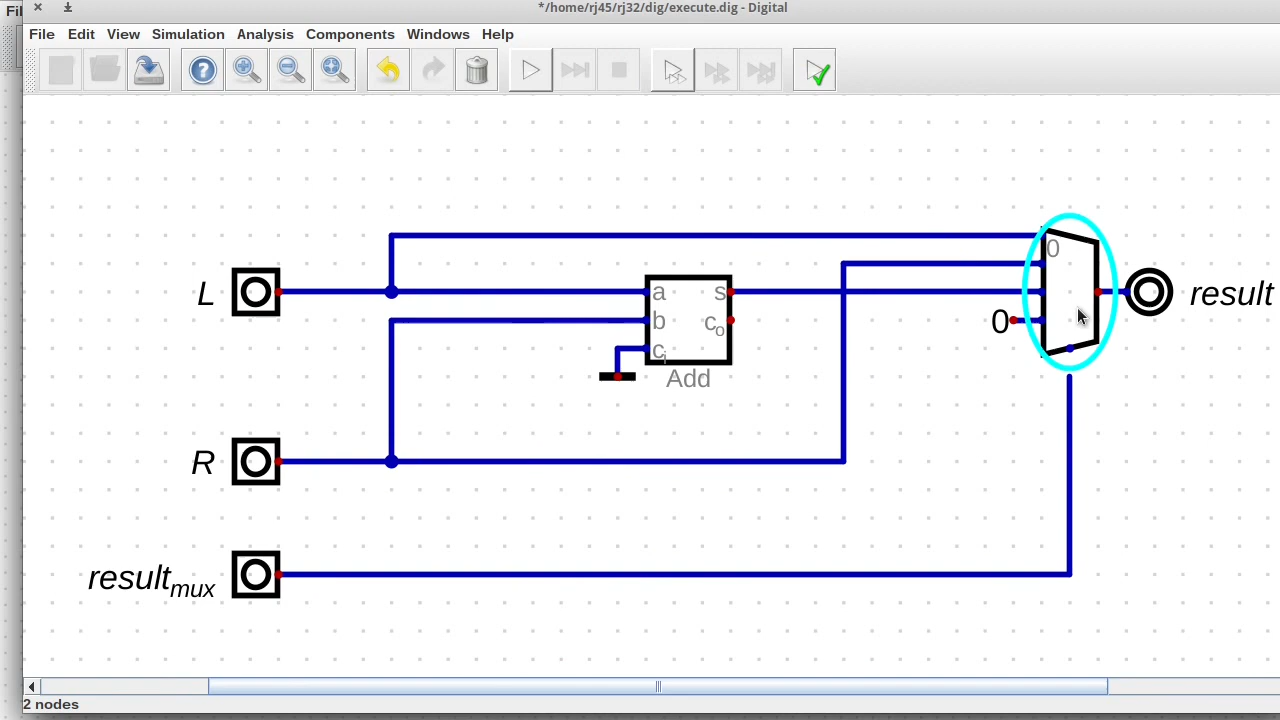 Fil
*/home/rj45/rj32/dig/execute.dig - Digital
File Edit View Simulation Analysis Components Windows Help
0
L
a s
result
b co
0
ci
Add
R
resultmux
2 nodes